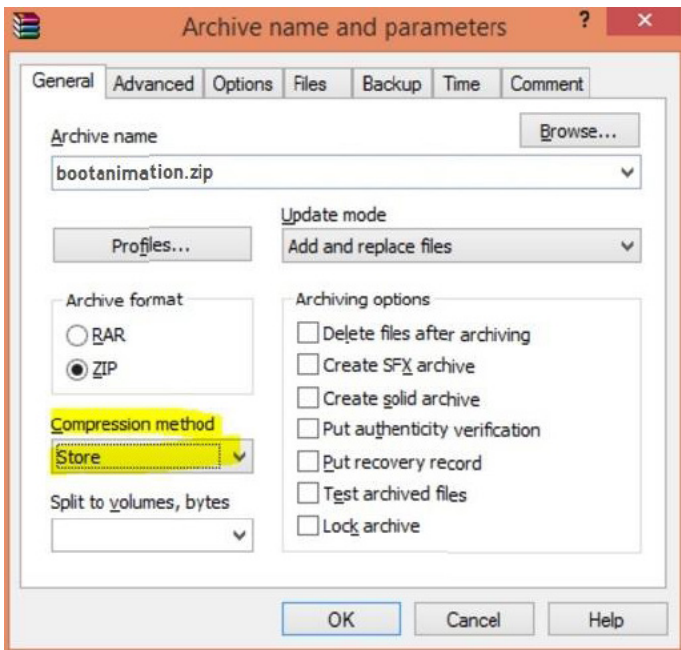 Archive name and parameters
?
×
General Advanced Options Files Backup Time Comment
Archive name
Browse...
bootanimation.zip
Update mode
Profiles...
Add and replace files
Archive format
RAR
ZIP
Compression method
Store
Split to volumes, bytes
Archiving options
Delete files after archiving
Create SFX archive
Create solid archive
Put authenticity verification
Put recovery record
Test archived files
Lock archive
OK Cancel Help